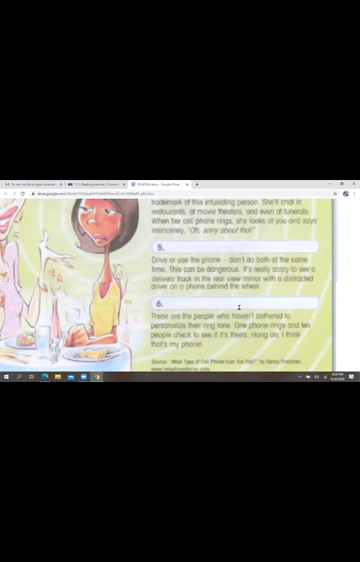 trademark of this infuriating person. She'll chat in
restaurants, at movie theaters, and even at funerals.
When her cell phone rings, she looks at you and says
insincerely, "Oh, sorry about that."
5.
Drive or use the phone – don't do both at the same
time. This can be dangerous. It's really scary to see a
delivery truck in the rear view mirror with a distracted
driver on a phone behind the wheel.
6.
These are the people who haven't bothered to
personalize their ring tone. One phone rings and ten
people check to see if it's theirs. Hang on, I think
that's my phone!
Source: "What Type of Cell Phone User Are You?" by Nancy Friedman,